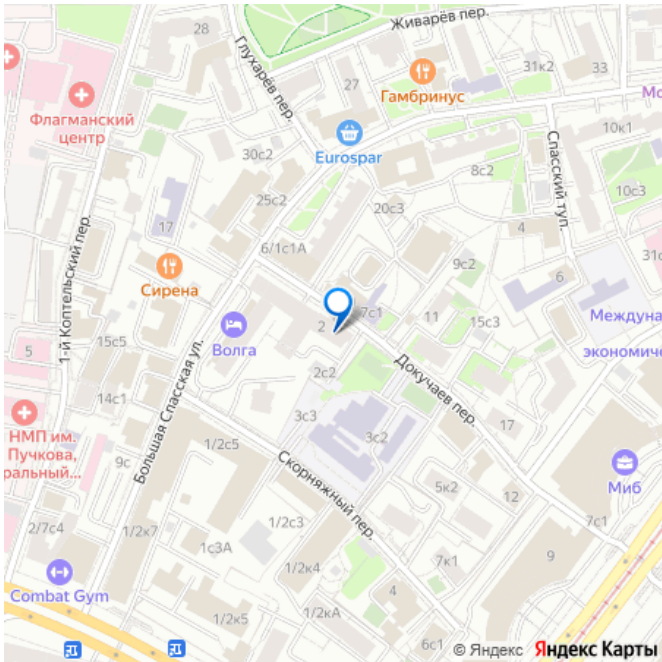 Живарёв пер.
28
Глухарёв пер.
27
Гамбринус
31к2
33
Мо
Флагманский
центр
10к1
Eurospar
30с2
Спасский туп.
8с2
25с2
10с3
20с3
17
4
6/1с1А
31с
9с2
Сирена
6
1-й Коптельский пер.
7с1
11
15с3
Междуна
экономиче
2
Волга
15с5
5
Докучаев пер.
2с2
14с1
Большая Спасская ул.
3с3
НМП им.
Пучкова,
ральный...
1/2с5
3с2
17
9с
Скорняжный пер.
Миб
5к2
12
2/7с4
1/2к7
1/2с3
7с1
1с3А
7к1
9
1/2к4
Combat Gym
4
1/2кА
1/2к5
6с1
© Яндекс Яндекс Карты